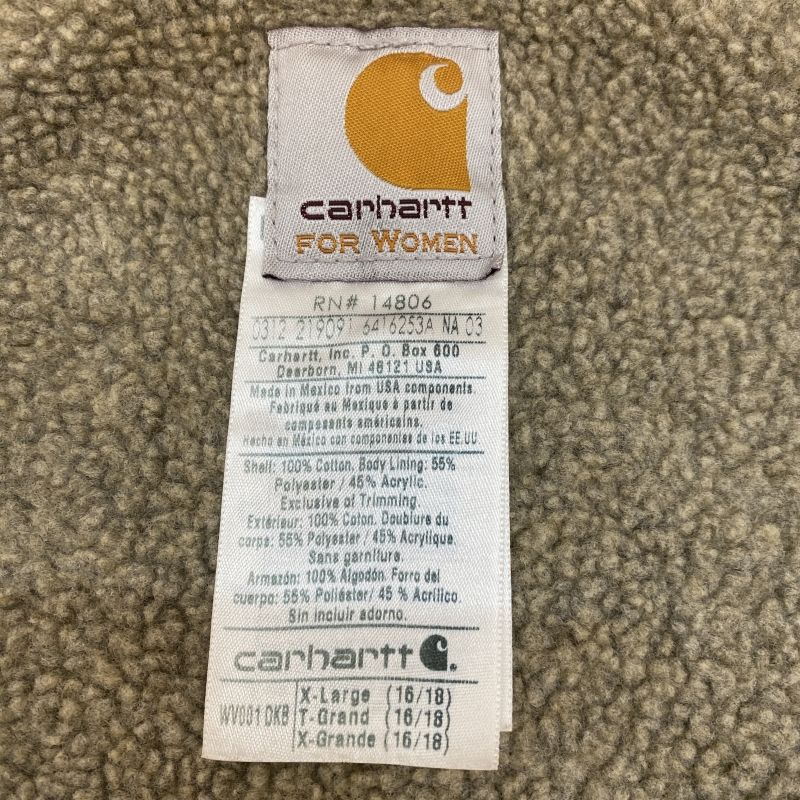 carhartt
FOR WOMEN
RN# 14806
0312 219091 6416253A NA 03
Carhartt, Inc. P. O. Box 600
Dearborn, MI 48121 USA
Made in Mexico from USA components.
Fabriqué au Mexique à partir de
composants américains.
Hecho en México con componentes de los EE.UU.
Shell: 100% Cotton. Body Lining: 55%
Polyester / 45% Acrylic.
Exclusive of Trimming.
Extérieur: 100% Coton. Doublure du
corps: 55% Polyester / 45% Acrylique.
Sans garniture.
Armazón: 100% Algodón. Forro del
cuerpo: 55% Poliéster / 45 % Acrílico.
Sin incluir adorno.
carhartt
WV001 DKB
X-Large (16/18)
T-Grand (16/18)
X-Grande (16/18)